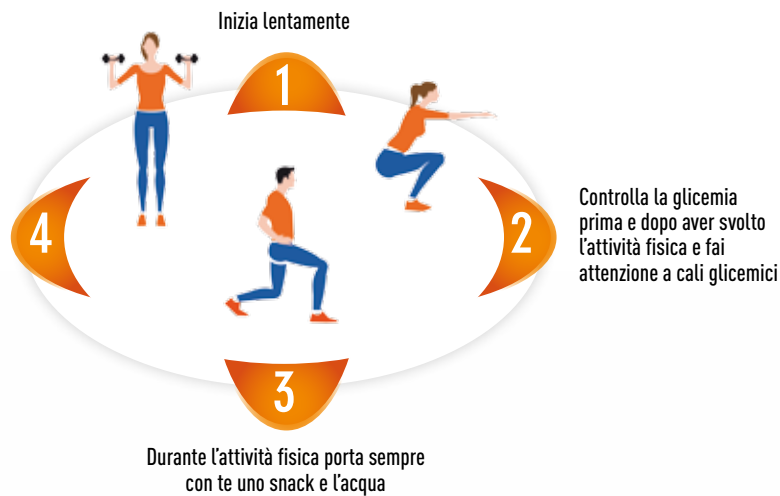 Inizia lentamente
1
2
Controlla la glicemia
prima e dopo aver svolto
l'attività fisica e fai
attenzione a cali glicemici
3
Durante l'attività fisica porta sempre
con te uno snack e l'acqua
4